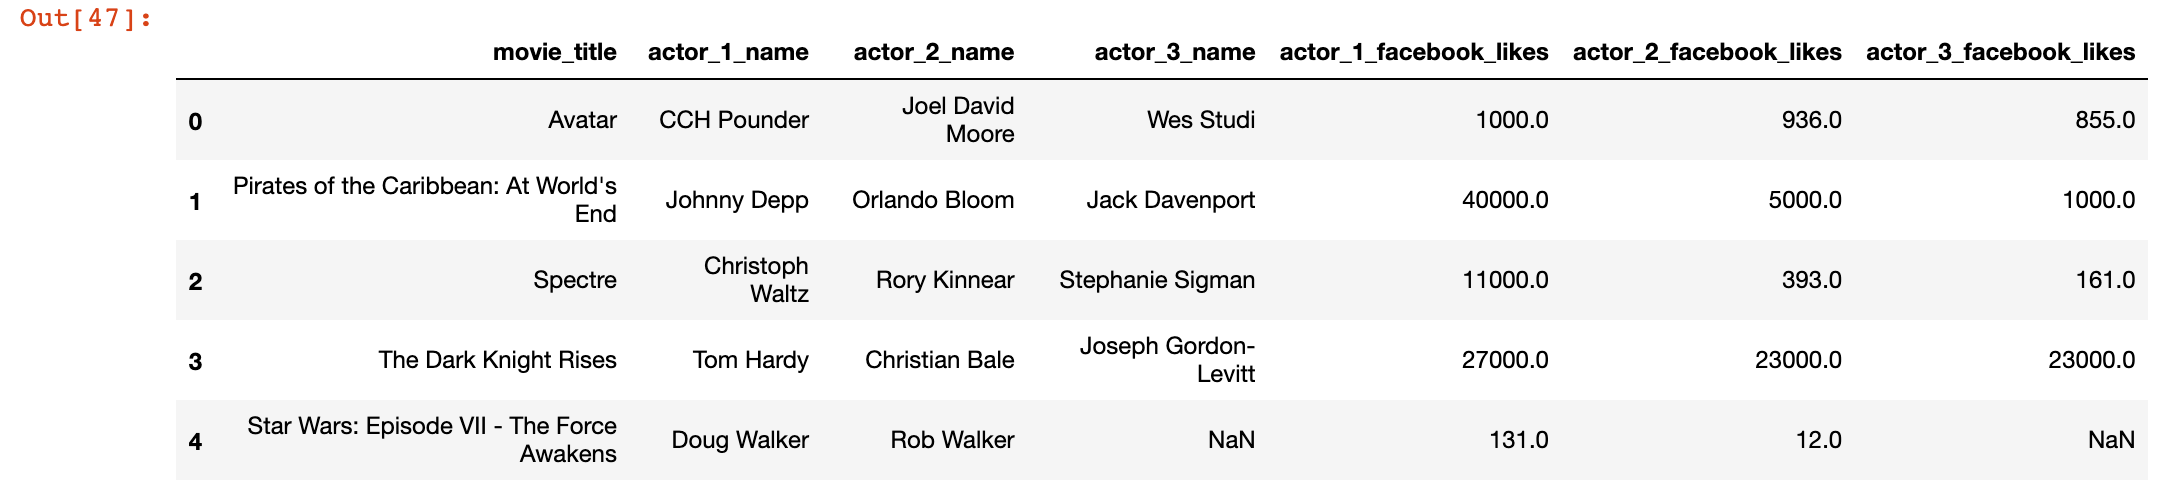 Out[47]:
movie_title actor_1_name actor_2_name actor_3_name actor_1_facebook_likes actor_2_facebook_likes actor_3_facebook_likes
0 Avatar CCH Pounder Joel David Moore Wes Studi 1000.0 936.0 855.0
1 Pirates of the Caribbean: At World's End Johnny Depp Orlando Bloom Jack Davenport 40000.0 5000.0 1000.0
2 Spectre Christoph Waltz Rory Kinnear Stephanie Sigman 11000.0 393.0 161.0
3 The Dark Knight Rises Tom Hardy Christian Bale Joseph Gordon-Levitt 27000.0 23000.0 23000.0
4 Star Wars: Episode VII - The Force Awakens Doug Walker Rob Walker NaN 131.0 12.0 NaN